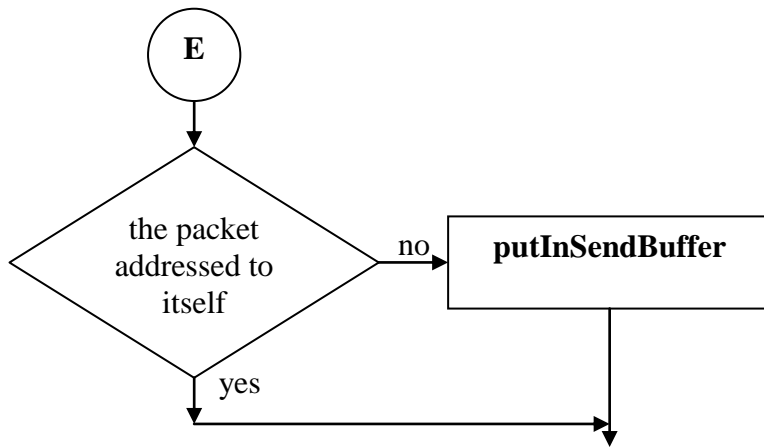 E
the packet
addressed to
itself
no
putInSendBuffer
yes